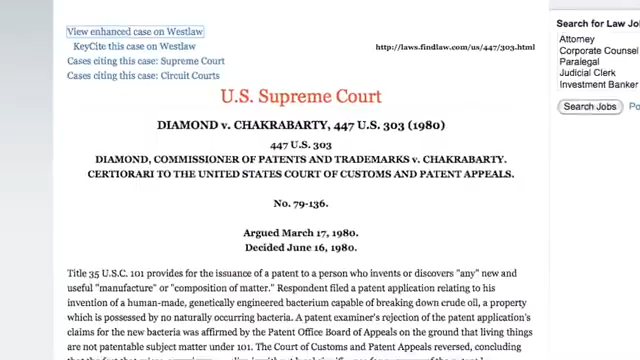 View enhanced case on Westlaw
KeyCite this case on Westlaw
Cases citing this case: Supreme Court
Cases citing this case: Circuit Courts
http://laws.findlaw.com/us/447/303.html
U.S. Supreme Court
DIAMOND v. CHAKRABARTY, 447 U.S. 303 (1980)
447 U.S. 303
DIAMOND, COMMISSIONER OF PATENTS AND TRADEMARKS v. CHAKRABARTY.
CERTIORARI TO THE UNITED STATES COURT OF CUSTOMS AND PATENT APPEALS.
No. 79-136.
Argued March 17, 1980.
Decided June 16, 1980.
Title 35 U.S.C. 101 provides for the issuance of a patent to a person who invents or discovers "any" new and
useful "manufacture" or "composition of matter." Respondent filed a patent application relating to his
invention of a human-made, genetically engineered bacterium capable of breaking down crude oil, a property
which is possessed by no naturally occurring bacteria. A patent examiner's rejection of the patent application's
claims for the new bacteria was affirmed by the Patent Office Board of Appeals on the ground that living things
are not patentable subject matter under 101. The Court of Customs and Patent Appeals reversed, concluding
Search for Law Jo
Attorney
Corporate Counsel
Paralegal
Judicial Clerk
Investment Banker
Search Jobs
Po